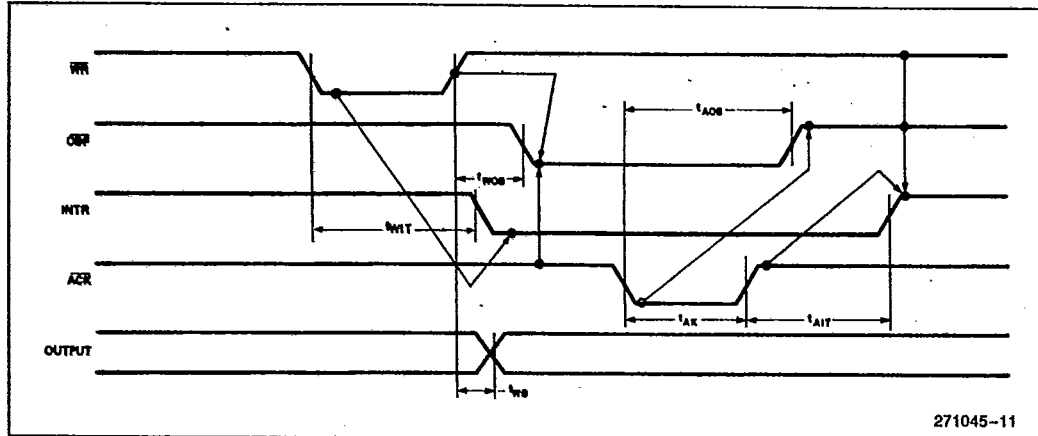 WR
tAOB
OBF
tWOB
INTR
tWIT
ACK
tAK
tAIT
OUTPUT
tWB
271045-11